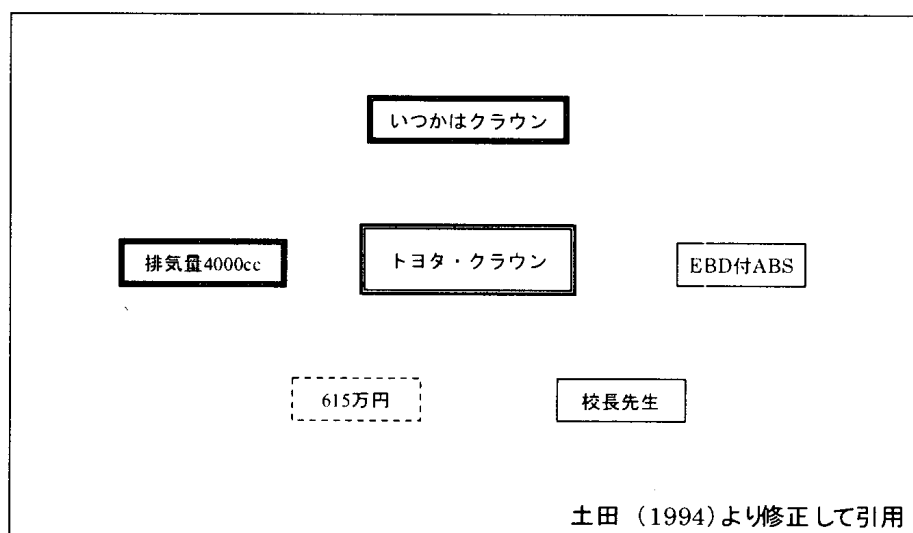 いつかはクラウン
排気量4000cc
トヨタ・クラウン
EBD付ABS
615万円
校長先生
土田 (1994)より修正して引用